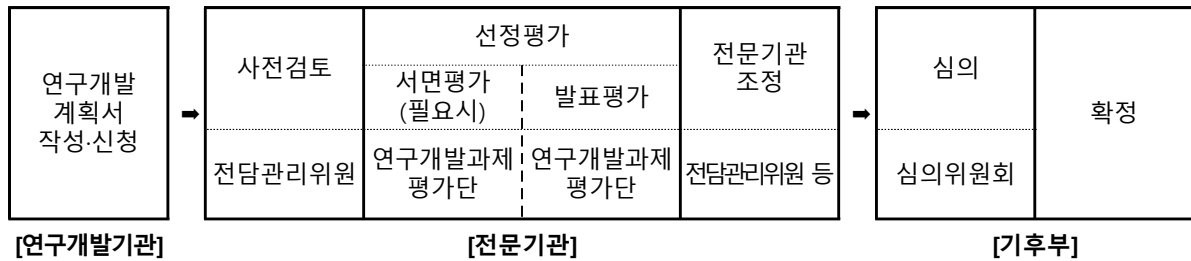 연구개발
계획서
작성·신청
➡
사전검토
전담관리위원
선정평가
서면평가
(필요시)
발표평가
연구개발과제
평가단
연구개발과제
평가단
전문기관
조정
전담관리위원 등
➡
심의
심의위원회
확정
[연구개발기관]
[전문기관]
[기후부]